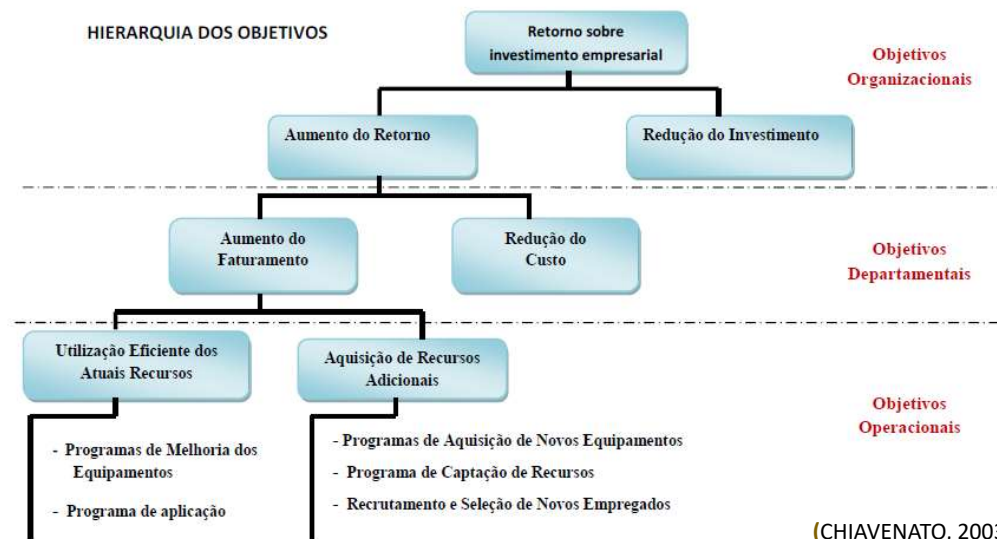 HIERARQUIA DOS OBJETIVOS
Retorno sobre
investimento empresarial
Objetivos
Organizacionais
Aumento do Retorno
Redução do Investimento
Aumento do
Faturamento
Redução do
Custo
Objetivos
Departamentais
Utilização Eficiente dos
Atuais Recursos
Aquisição de Recursos
Adicionais
Objetivos
Operacionais
- Programas de Melhoria dos
Equipamentos
- Programa de aplicação
- Programas de Aquisição de Novos Equipamentos
- Programa de Captação de Recursos
- Recrutamento e Seleção de Novos Empregados
(CHIAVENATO, 2003